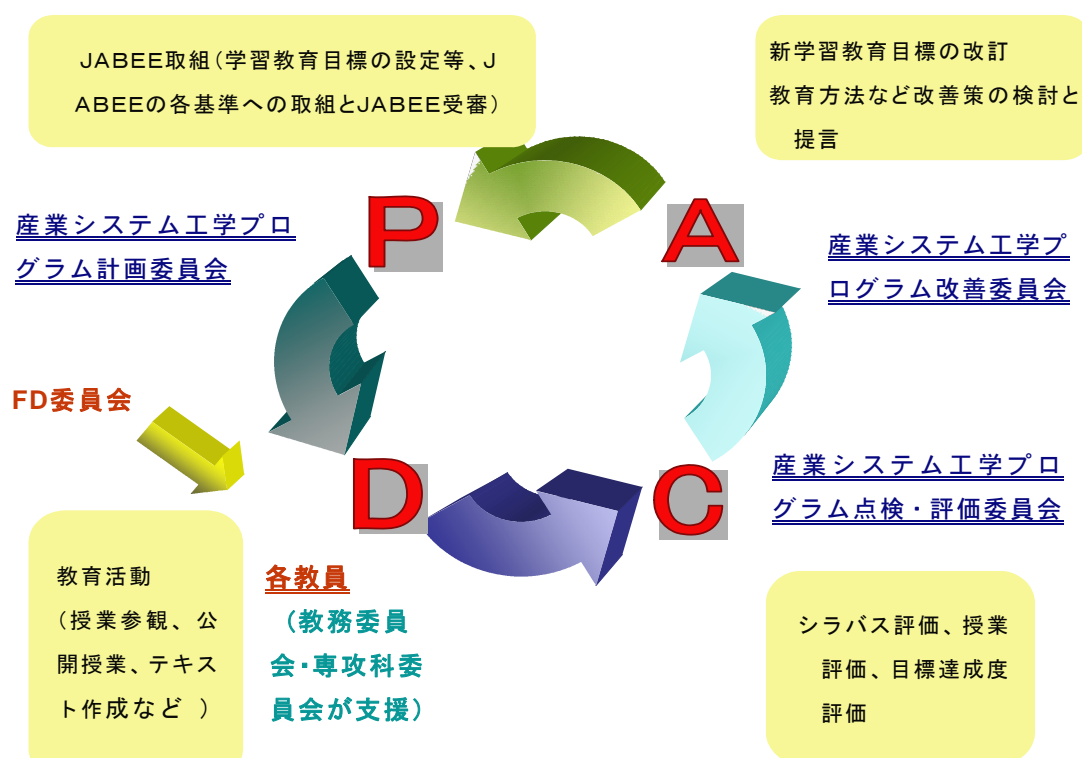 JABEE取組（学習教育目標の設定等、J
ABEEの各基準への取組とJABEE受審）
新学習教育目標の改訂
教育方法など改善策の検討と
提言
P
A
産業システム工学プロ
グラム計画委員会
産業システム工学プ
ログラム改善委員会
FD委員会
D
C
産業システム工学プロ
グラム点検・評価委員会
教育活動
（授業参観、公
開授業、テキス
ト作成など ）
各教員
（教務委員
会・専攻科委
員会が支援）
シラバス評価、授業
評価、目標達成度
評価